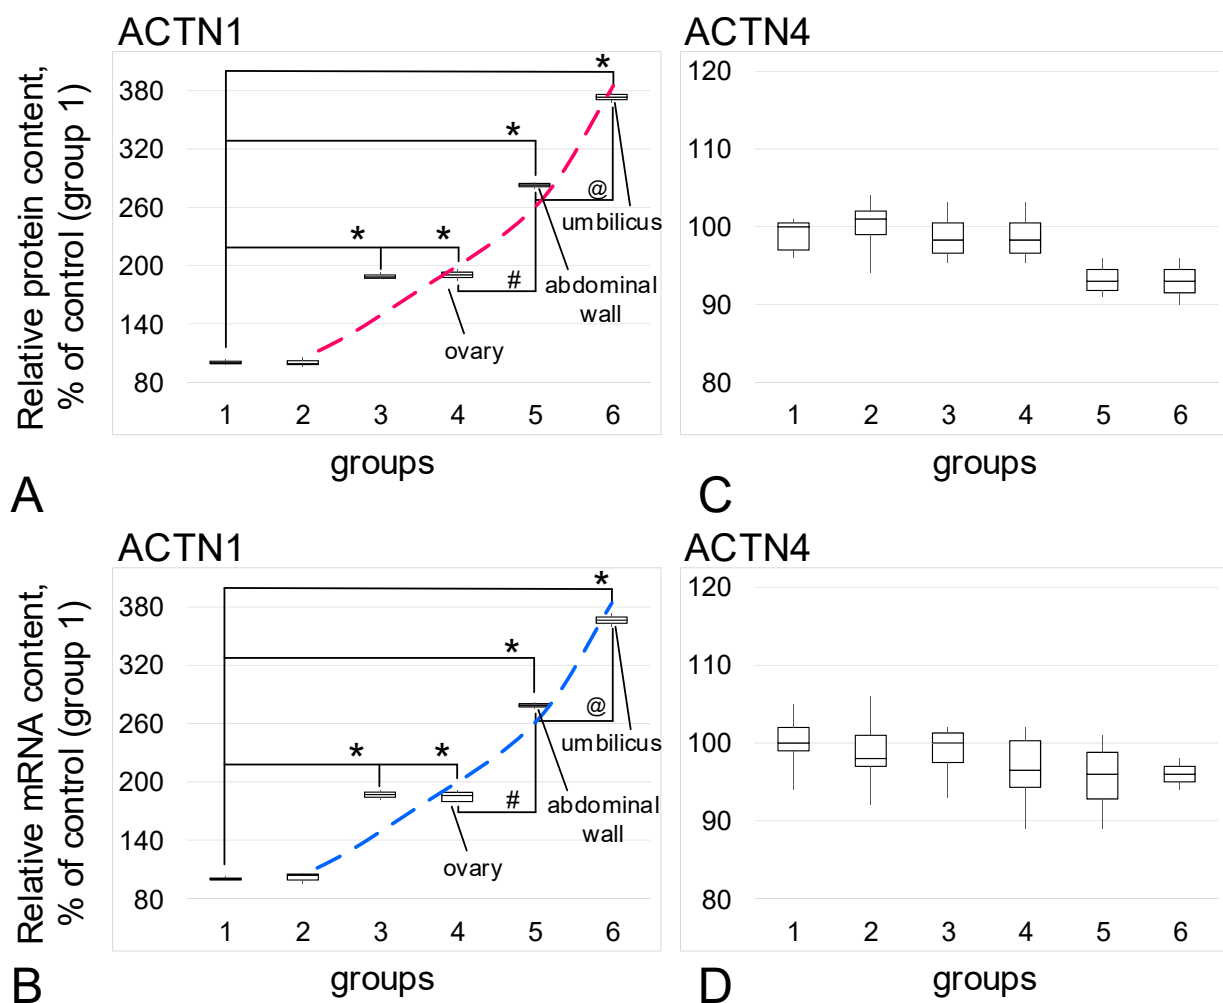 ACTN1
Relative protein content,
% of control (group 1)
380
320
260
200
140
80
*
*
*
*
@
#
umbilicus
abdominal
wall
ovary
1 2 3 4 5 6
groups
A
ACTN4
120
110
100
90
80
1 2 3 4 5 6
groups
C
ACTN1
Relative mRNA content,
% of control (group 1)
380
320
260
200
140
80
*
*
*
*
@
#
umbilicus
abdominal
wall
ovary
1 2 3 4 5 6
groups
B
ACTN4
120
110
100
90
80
1 2 3 4 5 6
groups
D